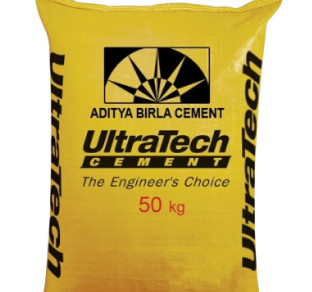 ADITYA BIRLA CEMENT
UltraTech
CEMENT
The Engineer's Choice
50 kg
UltraTech
UltraTech